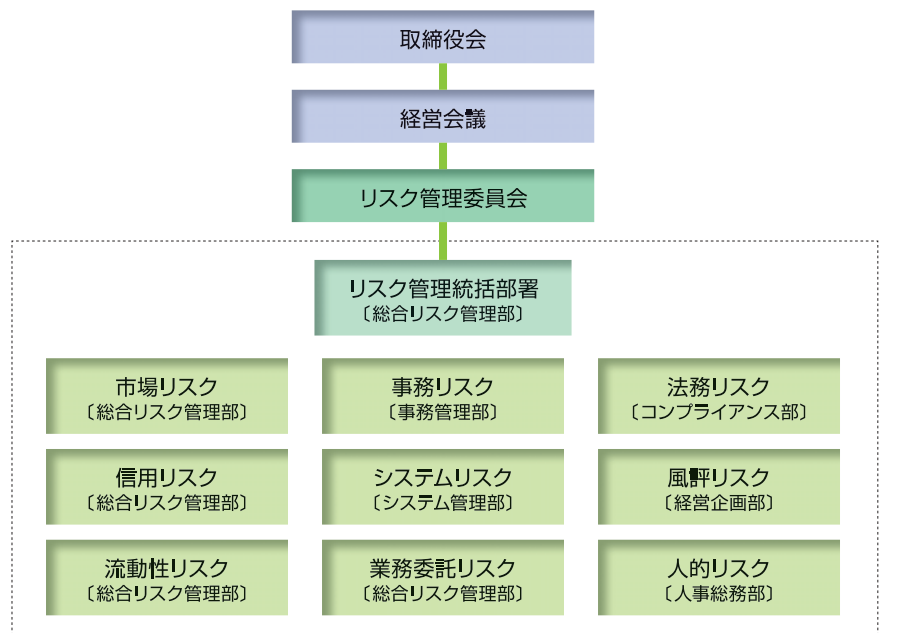 取締役会
経営会議
リスク管理委員会
リスク管理統括部署
〔総合リスク管理部〕
市場リスク
〔総合リスク管理部〕
事務リスク
〔事務管理部〕
法務リスク
〔コンプライアンス部〕
信用リスク
〔総合リスク管理部〕
システムリスク
〔システム管理部〕
風評リスク
〔経営企画部〕
流動性リスク
〔総合リスク管理部〕
業務委託リスク
〔総合リスク管理部〕
人的リスク
〔人事総務部〕